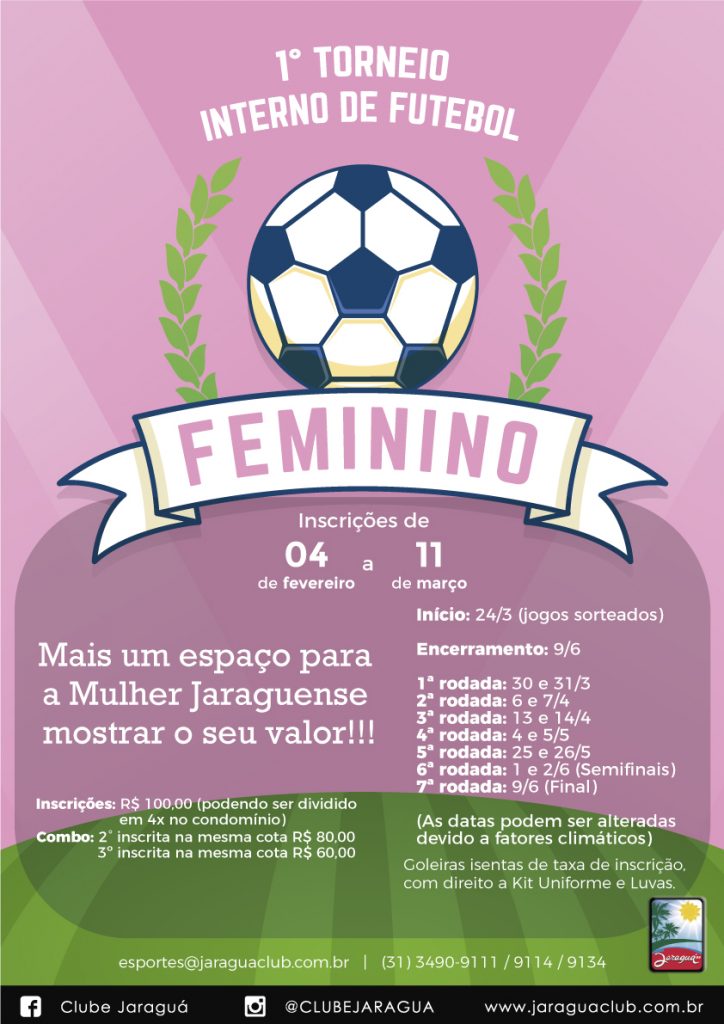 1º TORNEIO
INTERNO DE FUTEBOL
FEMININO
Inscrições de
04 a 11
de fevereiro de março
Mais um espaço para
a Mulher Jaraguense
mostrar o seu valor!!!
Inscrições: R$ 100,00 (podendo ser dividido
em 4x no condomínio)
Combo: 2º inscrita na mesma cota R$ 80,00
3º inscrita na mesma cota R$ 60,00
Início: 24/3 (jogos sorteados)
Encerramento: 9/6
1ª rodada: 30 e 31/3
2ª rodada: 6 e 7/4
3ª rodada: 13 e 14/4
4ª rodada: 4 e 5/5
5ª rodada: 25 e 26/5
6ª rodada: 1 e 2/6 (Semifinais)
7ª rodada: 9/6 (Final)
(As datas podem ser alteradas
devido a fatores climáticos)
Goleiras isentas de taxa de inscrição,
com direito a Kit Uniforme e Luvas.
Jaraguá
esportes@jaraguaclub.com.br | (31) 3490-9111 / 9114 / 9134
Clube Jaraguá @CLUBEJARAGUA www.jaraguaclub.com.br